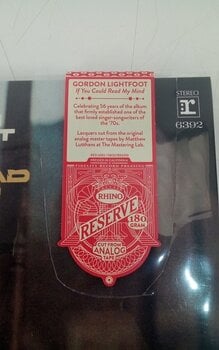 GORDON LIGHTFOOT
If You Could Read My Mind
Celebrating 56 years of the album
that firmly established one of the
best loved singer-songwriters of
the '70s.
Lacquers cut from the original
analog master tapes by Matthew
Lutthans at The Mastering Lab.
STEREO
reprise
6392
RHINO
RESERVE
180
GRAM
CUT FROM
ANALOG
TAPE